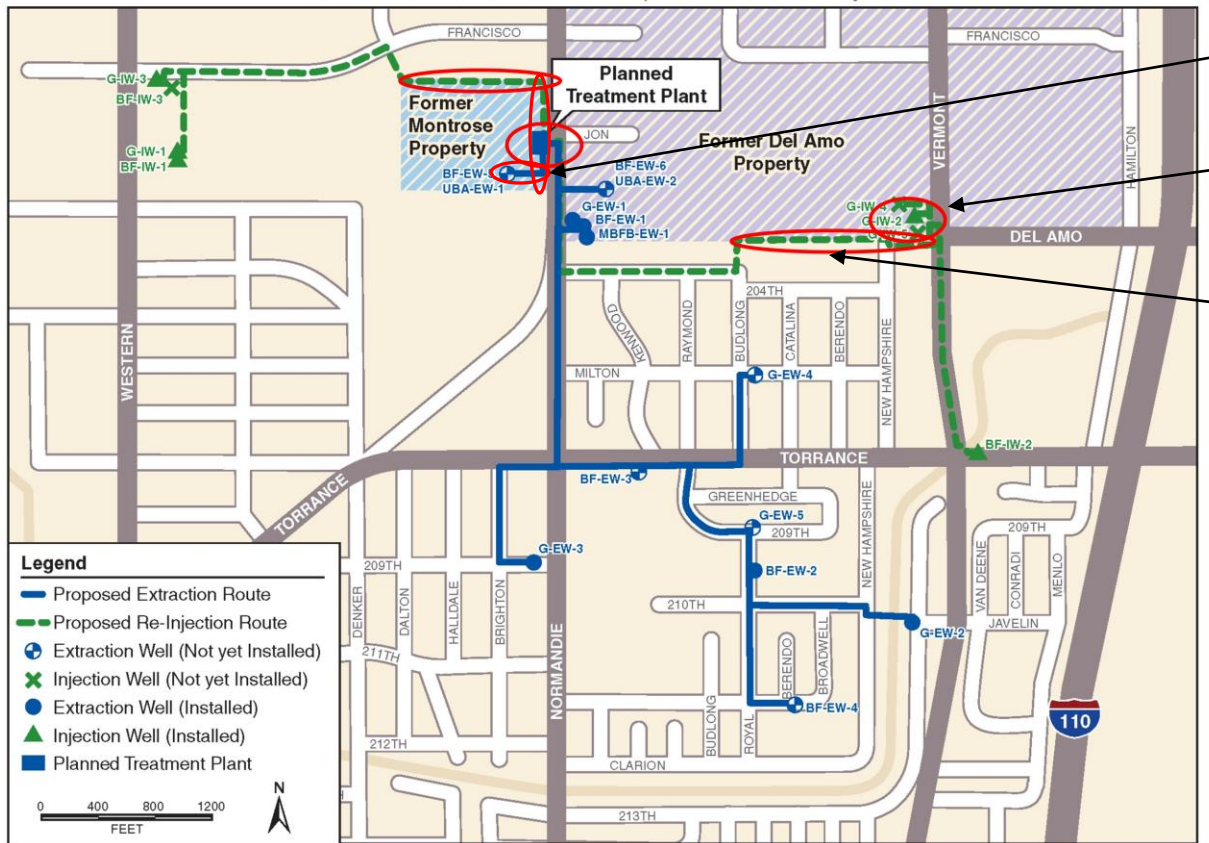 FRANCISCO
FRANCISCO
Planned
Treatment Plant
G-IW-3
BF-IW-3
G-IW-1
BF-IW-1
Former
Montrose
Property
JON
Former Del Amo
Property
VERMONT
HAMILTON
UBA-EW-1
BF-EW-6
UBA-EW-2
G-EW-1
BF-EW-1
MBFB-EW-1
G-IW-4
G-IW-2
DEL AMO
204TH
WESTERN
KENWOOD
RAYMOND
BUDLONG
CATALINA
BERENDO
NEW HAMPSHIRE
MILTON
G-EW-4
TORRANCE
BF-IW-2
BF-EW-3
TORRANCE
GREENHEDGE
G-EW-5
209TH
NEW HAMPSHIRE
209TH
G-EW-3
BF-EW-2
209TH
VAN DEENE
CONRADI
MENLO
210TH
G-EW-2
JAVELIN
DENKER
DALTON
HALLDALE
BRIGHTON
NORMANDIE
211TH
BUDLONG
ROYAL
BERENDO
BROADWELL
BF-EW-4
110
212TH
CLARION
213TH
Legend
Proposed Extraction Route
Proposed Re-Injection Route
Extraction Well (Not yet Installed)
Injection Well (Not yet Installed)
Extraction Well (Installed)
Injection Well (Installed)
Planned Treatment Plant
0 400 800 1200
FEET
N